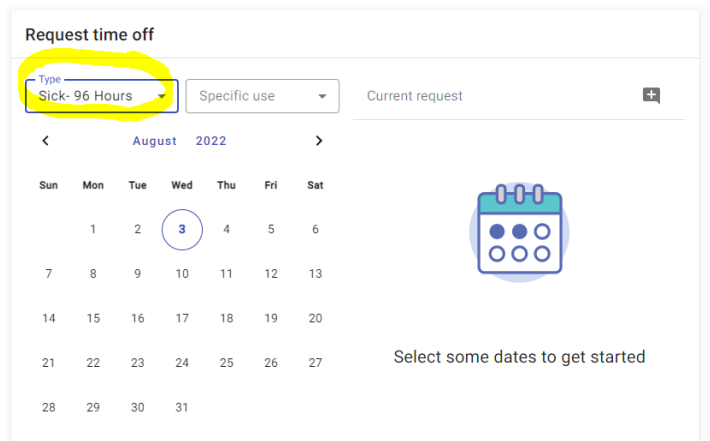 Request time off
Type
Sick- 96 Hours
Specific use
Current request
August 2022
Sun Mon Tue Wed Thu Fri Sat
1 2 3 4 5 6
7 8 9 10 11 12 13
14 15 16 17 18 19 20
21 22 23 24 25 26 27
28 29 30 31
Select some dates to get started